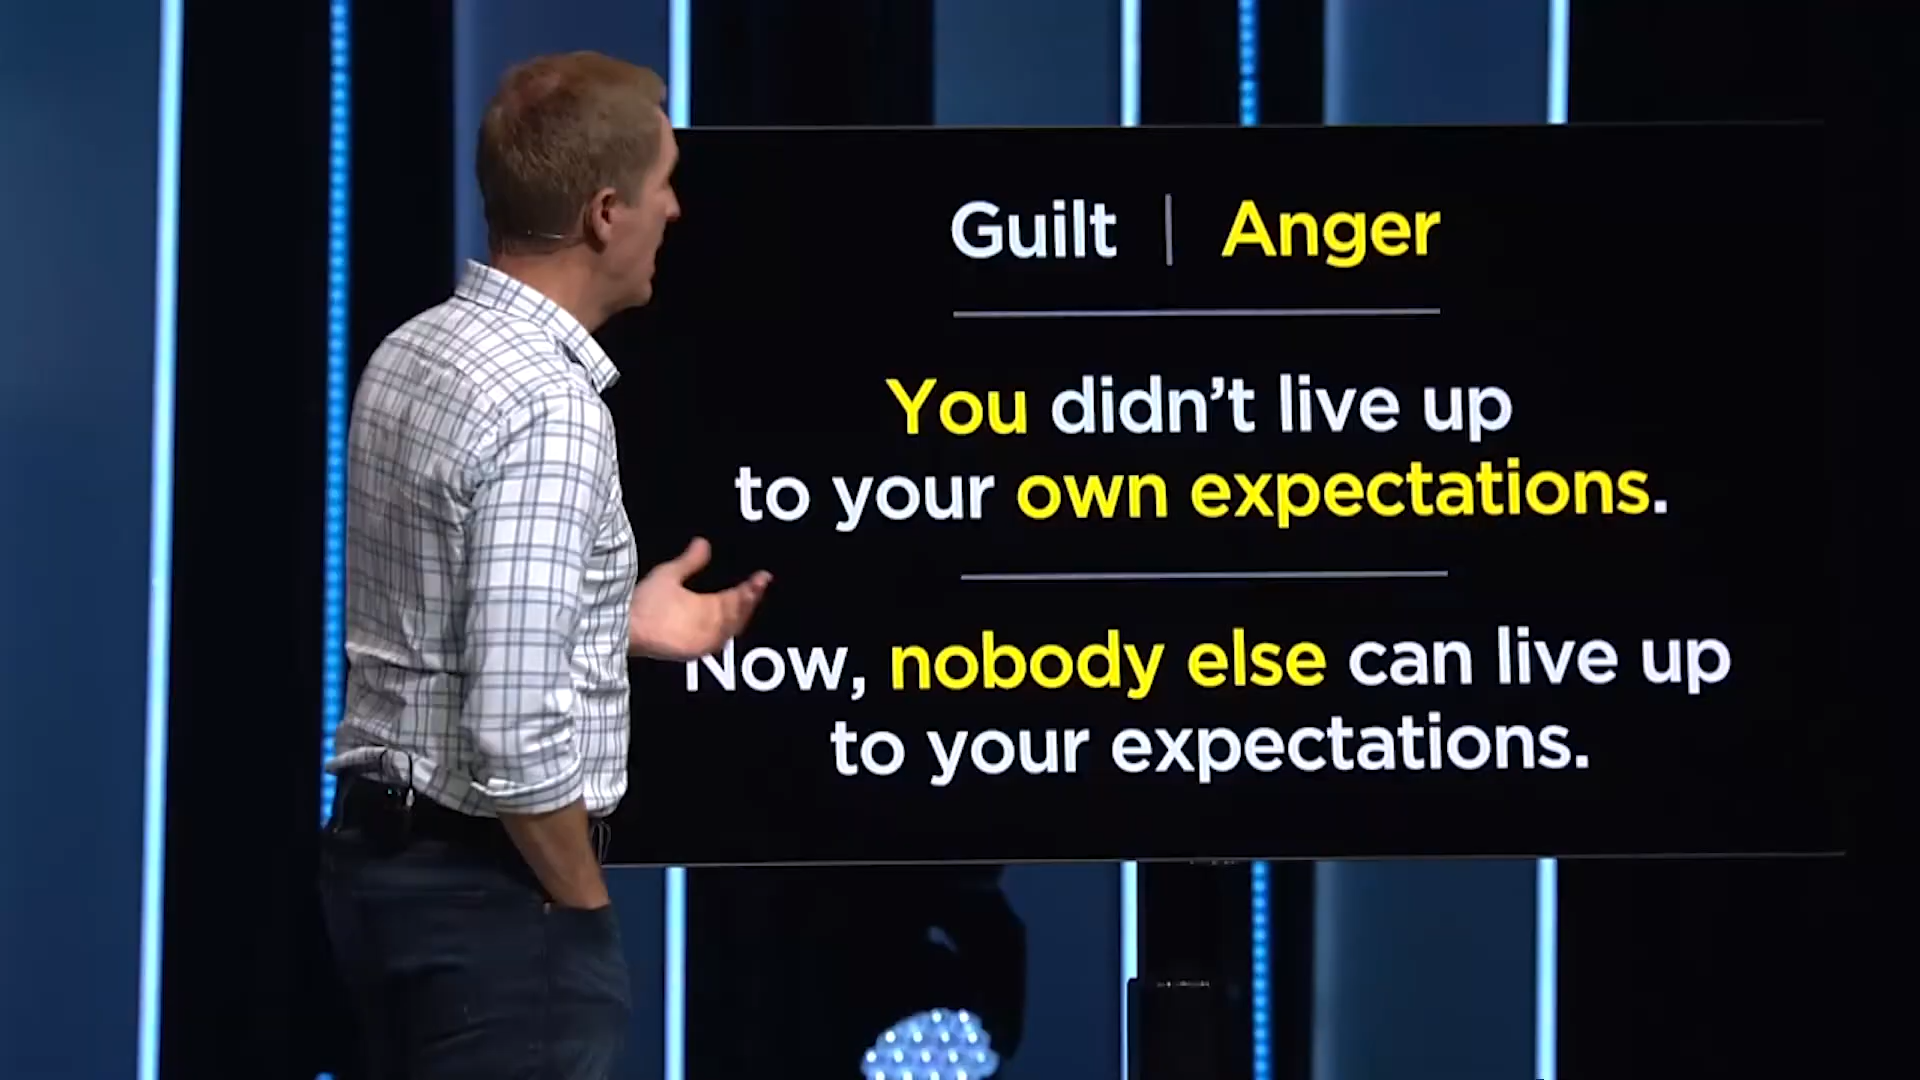 Guilt | Anger
You didn't live up
to your own expectations.
Now, nobody else can live up
to your expectations.